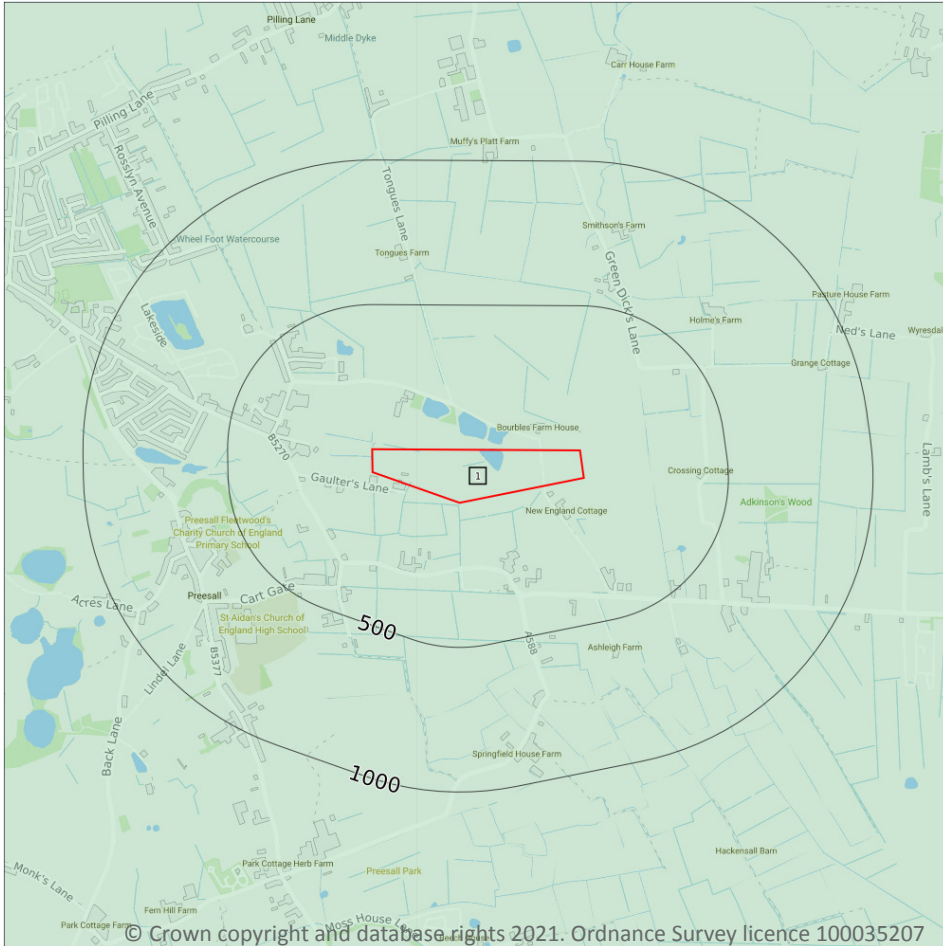 Pilling Lane
Middle Dyke
Carr House Farm
Pilling Lane
Rosslyn Avenue
Muffy's Platt Farm
Tongues Lane
Wheel Foot Watercourse
Smithson's Farm
Tongues Farm
Green Dick's Lane
Pasture House Farm
Lakeside
Holme's Farm
Ned's Lane
Wyresdal
Grange Cottage
B5270
Bourbles Farm House
Crossing Cottage
Lamb's Lane
1
Gaulter's Lane
New England Cottage
Adkinson's Wood
Preesall Fleetwood's
Charity Church of England
Primary School
Preesall
Cart Gate
Acres Lane
St Aidan's Church of
England High School
500
A588
Ashleigh Farm
Lindel Lane
B5377
Back Lane
Springfield House Farm
1000
Hackensall Barn
Park Cottage Herb Farm
Preesall Park
Monk's Lane
Fern Hill Farm
Park Cottage Farm
Moss House Lane
© Crown copyright and database rights 2021. Ordnance Survey licence 100035207